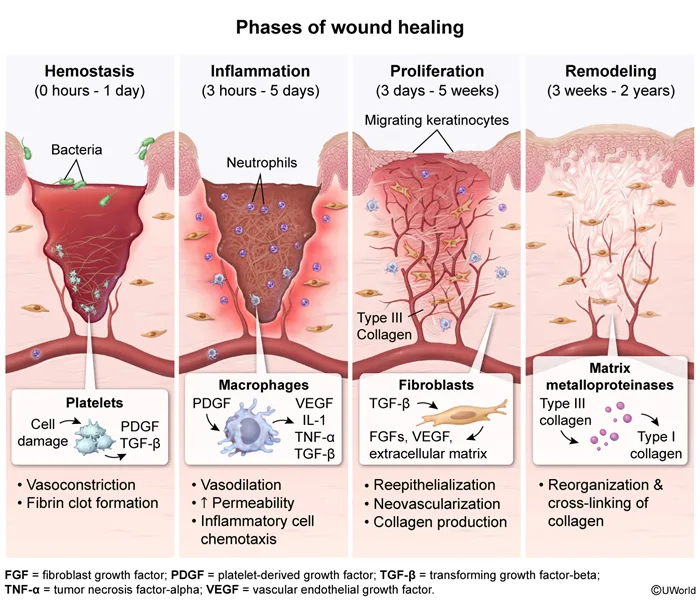 Phases of wound healing
Hemostasis
(0 hours - 1 day)
Bacteria
Platelets
Cell
damage
PDGF
TGF-β
• Vasoconstriction
• Fibrin clot formation
Inflammation
(3 hours - 5 days)
Neutrophils
Macrophages
PDGF
VEGF
IL-1
TNF-α
TGF-β
• Vasodilation
• ↑ Permeability
• Inflammatory cell
chemotaxis
Proliferation
(3 days - 5 weeks)
Migrating keratinocytes
Type III
Collagen
Fibroblasts
TGF-β
FGFs, VEGF,
extracellular matrix
• Reepithelialization
• Neovascularization
• Collagen production
Remodeling
(3 weeks - 2 years)
Matrix
metalloproteinases
Type III
collagen
Type I
collagen
• Reorganization &
cross-linking of
collagen
FGF = fibroblast growth factor; PDGF = platelet-derived growth factor; TGF-β = transforming growth factor-beta;
TNF-α = tumor necrosis factor-alpha; VEGF = vascular endothelial growth factor.
©UWorld